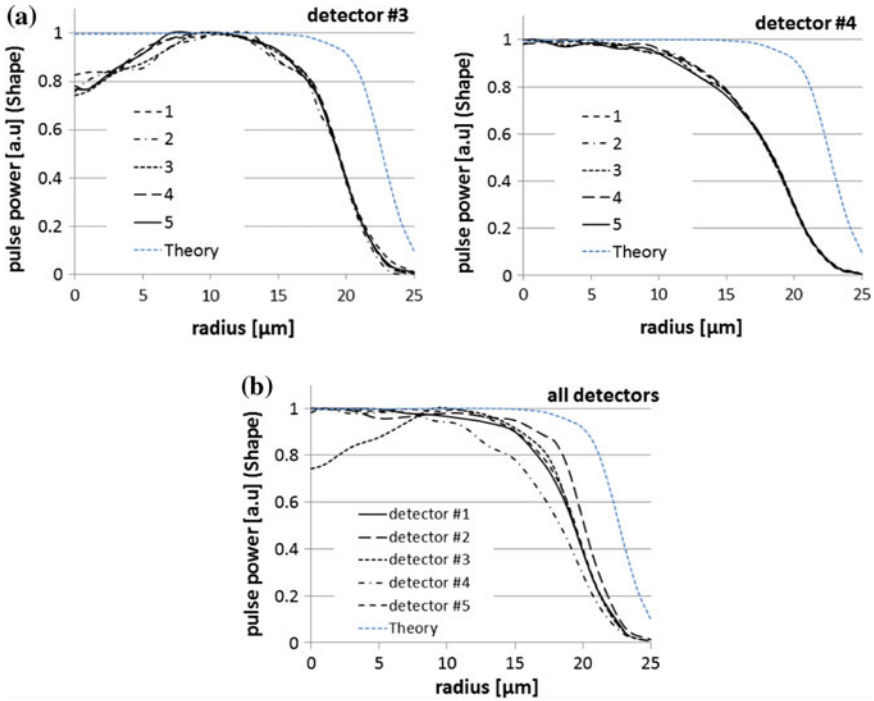 (a)
detector #3
pulse power [a.u] (Shape)
1
0.8
0.6
0.4
0.2
0
1
2
3
4
5
Theory
0
5
10
15
20
25
radius [µm]
detector #4
pulse power [a.u] (Shape)
1
0.8
0.6
0.4
0.2
0
1
2
3
4
5
Theory
0
5
10
15
20
25
radius [µm]
(b)
all detectors
pulse power [a.u] (Shape)
1
0.8
0.6
0.4
0.2
0
detector #1
detector #2
detector #3
detector #4
detector #5
Theory
0
5
10
15
20
25
radius [µm]